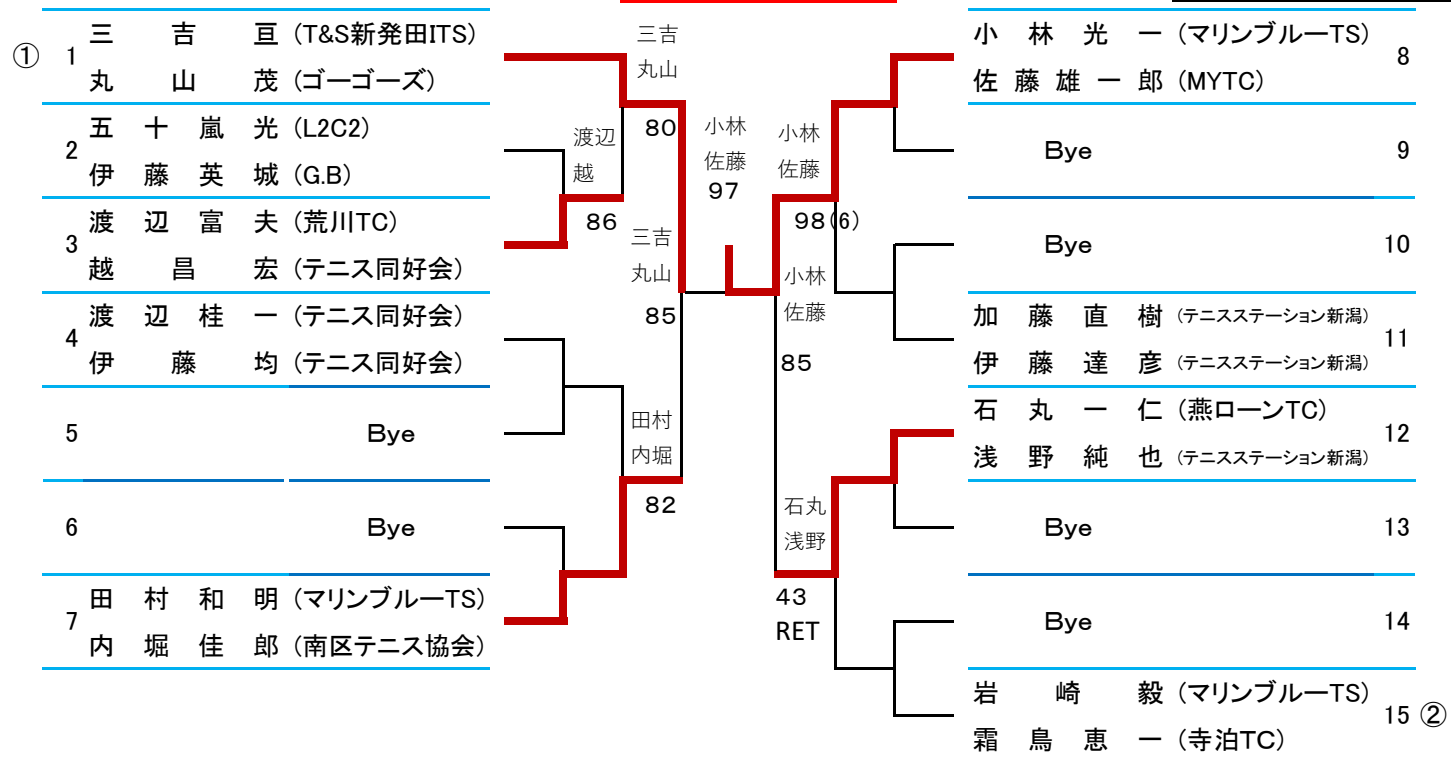 ① 1 三吉亘 (T&S新発田ITS)
丸山茂 (ゴーゴーズ)
2 五十嵐光 (L2C2)
伊藤英城 (G.B)
3 渡辺富夫 (荒川TC)
越昌宏 (テニス同好会)
4 渡辺桂一 (テニス同好会)
伊藤均 (テニス同好会)
5 Bye
6 Bye
7 田村和明 (マリンブルーTS)
内堀佳郎 (南区テニス協会)
三吉
丸山
80
渡辺
越
86
三吉
丸山
85
田村
内堀
82
小林
佐藤
97
小林
佐藤
98(6)
小林
佐藤
85
石丸
浅野
43
RET
小林光一 (マリンブルーTS) 8
佐藤雄一郎 (MYTC)
Bye 9
Bye 10
加藤直樹 (テニスステーション新潟) 11
伊藤達彦 (テニスステーション新潟)
石丸一仁 (燕ローンTC) 12
浅野純也 (テニスステーション新潟)
Bye 13
Bye 14
岩崎毅 (マリンブルーTS) 15 ②
霜鳥恵一 (寺泊TC)